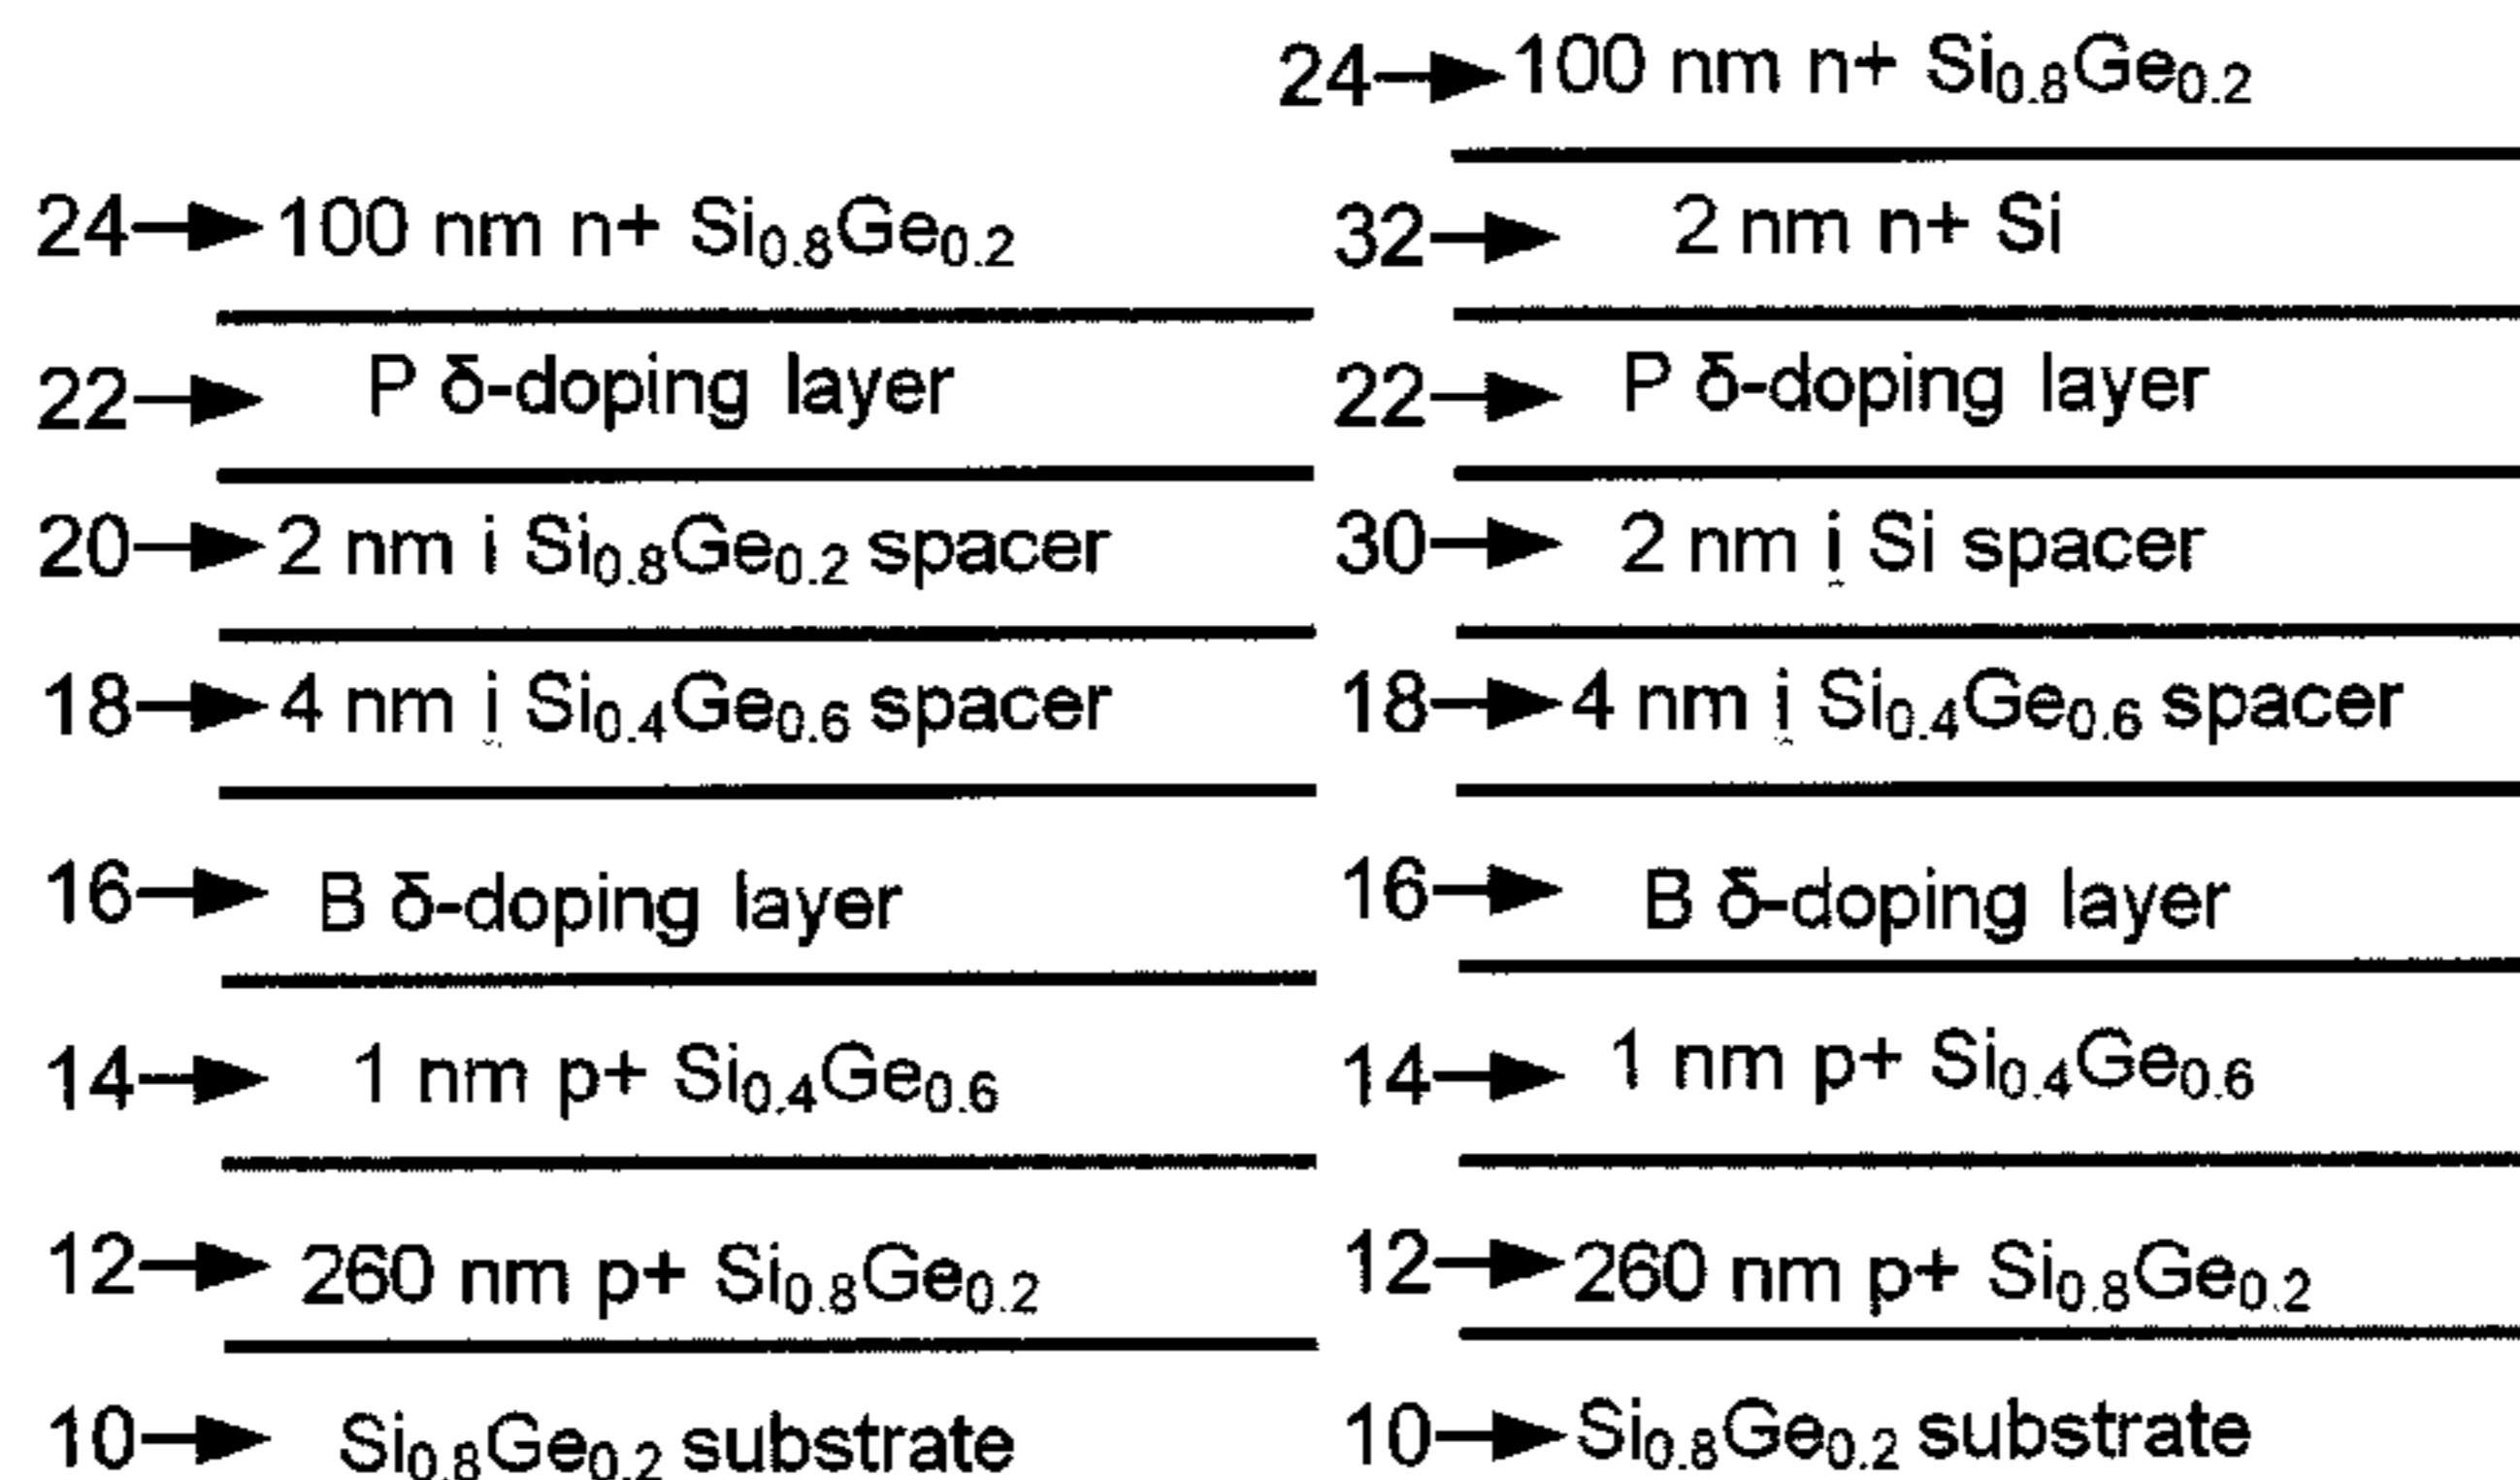 24 100 nm n+ Si0.8Ge0.2
22 P δ-doping layer
20 2 nm i Si0.8Ge0.2 spacer
18 4 nm i Si0.4Ge0.6 spacer
16 B δ-doping layer
14 1 nm p+ Si0.4Ge0.6
12 260 nm p+ Si0.8Ge0.2
10 Si0.8Ge0.2 substrate
24 100 nm n+ Si0.8Ge0.2
32 2 nm n+ Si
22 P δ-doping layer
30 2 nm i Si spacer
18 4 nm i Si0.4Ge0.6 spacer
16 B δ-doping layer
14 1 nm p+ Si0.4Ge0.6
12 260 nm p+ Si0.8Ge0.2
10 Si0.8Ge0.2 substrate